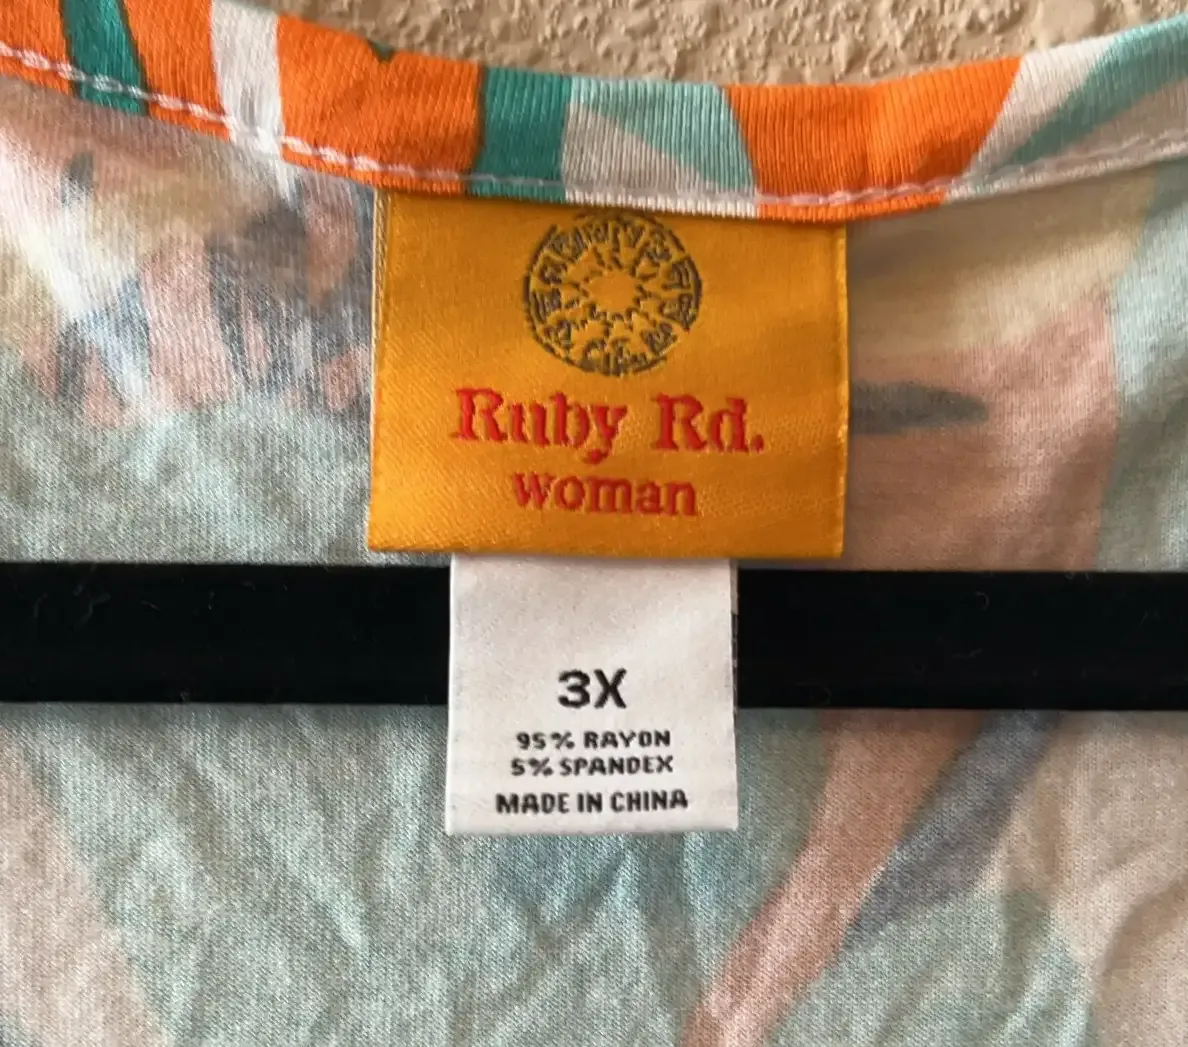 Ruby Rd.
woman
3X
95% RAYON
5% SPANDEX
MADE IN CHINA